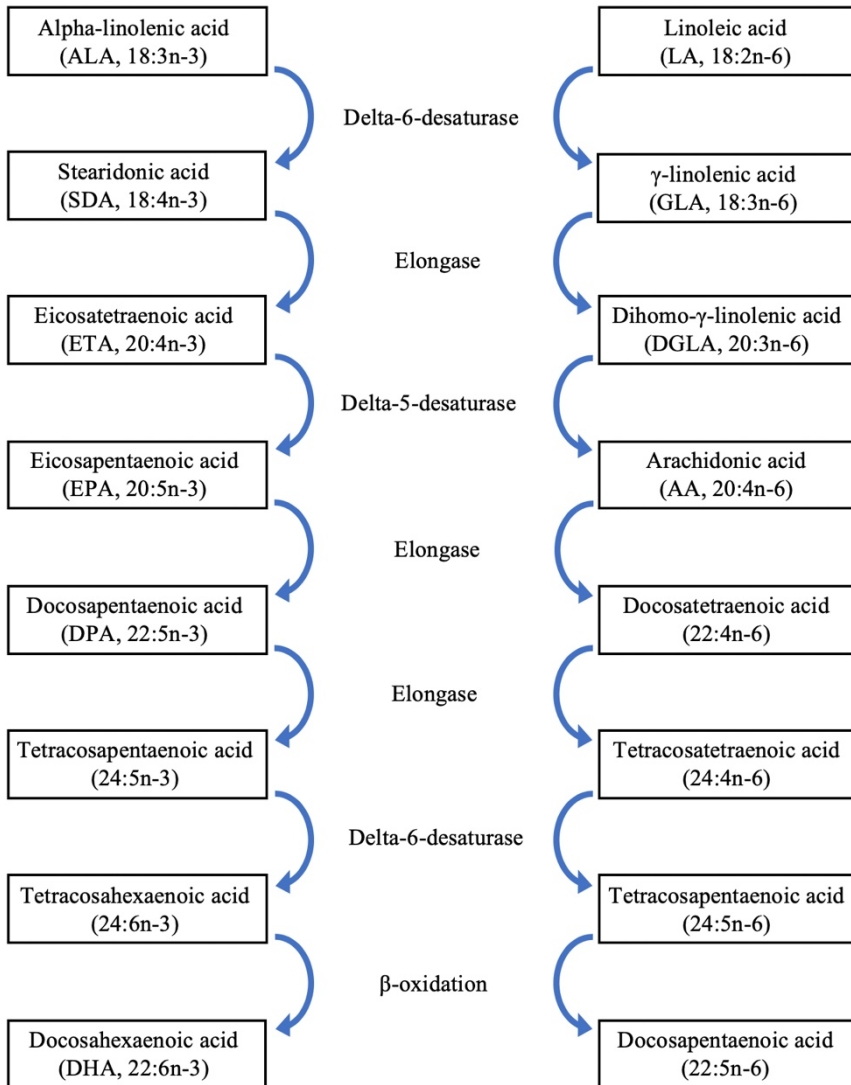 Alpha-linolenic acid
(ALA, 18:3n-3)
Linoleic acid
(LA, 18:2n-6)
Delta-6-desaturase
Stearidonic acid
(SDA, 18:4n-3)
γ-linolenic acid
(GLA, 18:3n-6)
Elongase
Eicosatetraenoic acid
(ETA, 20:4n-3)
Dihomo-γ-linolenic acid
(DGLA, 20:3n-6)
Delta-5-desaturase
Eicosapentaenoic acid
(EPA, 20:5n-3)
Arachidonic acid
(AA, 20:4n-6)
Elongase
Docosapentaenoic acid
(DPA, 22:5n-3)
Docosatetraenoic acid
(22:4n-6)
Elongase
Tetracosapentaenoic acid
(24:5n-3)
Tetracosatetraenoic acid
(24:4n-6)
Delta-6-desaturase
Tetracosahexaenoic acid
(24:6n-3)
Tetracosapentaenoic acid
(24:5n-6)
β-oxidation
Docosahexaenoic acid
(DHA, 22:6n-3)
Docosapentaenoic acid
(22:5n-6)